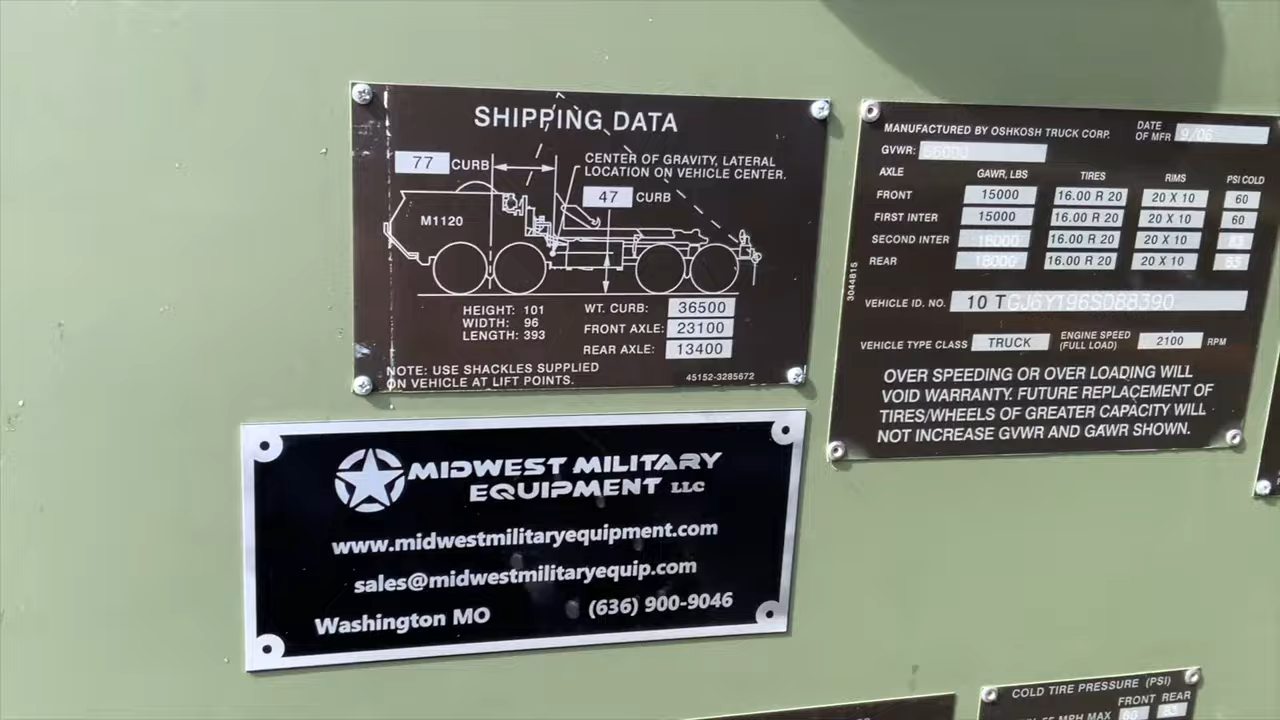 SHIPPING DATA
77 CURB
CENTER OF GRAVITY, LATERAL
LOCATION ON VEHICLE CENTER.
47 CURB
M1120
HEIGHT: 101
WIDTH: 96
LENGTH: 393
WT. CURB: 36500
FRONT AXLE: 23100
REAR AXLE: 13400
NOTE: USE SHACKLES SUPPLIED
ON VEHICLE AT LIFT POINTS.
45152-3285672
MANUFACTURED BY OSHKOSH TRUCK CORP.
DATE
OF MFR 9/06
GVWR:
AXLE GAWR, LBS TIRES RIMS PSI COLD
FRONT 15000 16.00 R 20 20 X 10 60
FIRST INTER 15000 16.00 R 20 20 X 10 60
SECOND INTER 18000 16.00 R 20 20 X 10
REAR 18000 16.00 R 20 20 X 10
3044815
VEHICLE ID. NO. 10 T
VEHICLE TYPE CLASS TRUCK
ENGINE SPEED
(FULL LOAD) 2100 RPM
OVER SPEEDING OR OVER LOADING WILL
VOID WARRANTY. FUTURE REPLACEMENT OF
TIRES/WHEELS OF GREATER CAPACITY WILL
NOT INCREASE GVWR AND GAWR SHOWN.
MIDWEST MILITARY
EQUIPMENT LLC
www.midwestmilitaryequipment.com
sales@midwestmilitaryequip.com
Washington MO (636) 900-9046
COLD TIRE PRESSURE (PSI)
FRONT REAR
MPH MAX